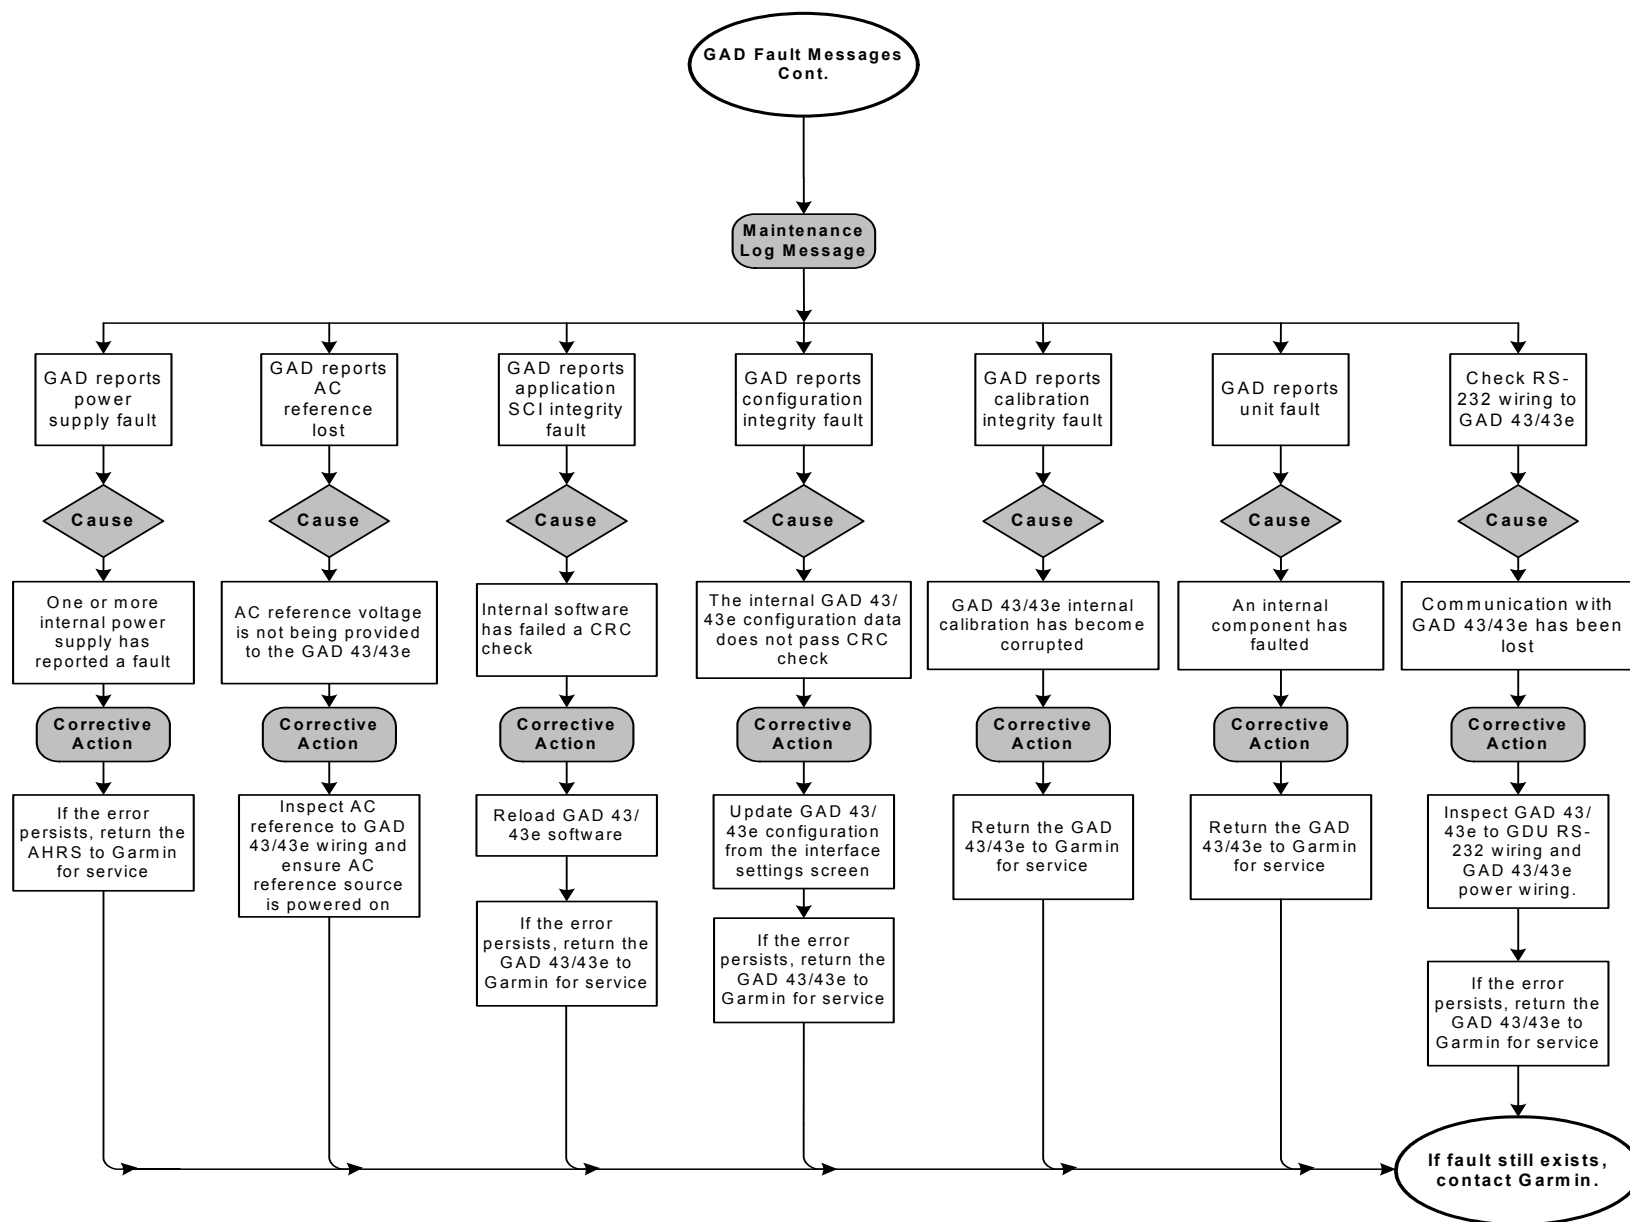 GAD Fault Messages
Cont.
Maintenance
Log Message
GAD reports
power
supply fault
GAD reports
AC
reference
lost
GAD reports
application
SCI integrity
fault
GAD reports
configuration
integrity fault
GAD reports
calibration
integrity fault
GAD reports
unit fault
Check RS-
232 wiring to
GAD 43/43e
Cause
Cause
Cause
Cause
Cause
Cause
Cause
One or more
internal power
supply has
reported a fault
AC reference voltage
is not being provided
to the GAD 43/43e
Internal software
has failed a CRC
check
The internal GAD 43/
43e configuration data
does not pass CRC
check
GAD 43/43e internal
calibration has become
corrupted
An internal
component has
faulted
Communication with
GAD 43/43e has been
lost
Corrective
Action
Corrective
Action
Corrective
Action
Corrective
Action
Corrective
Action
Corrective
Action
Corrective
Action
If the error
persists, return the
AHRS to Garmin
for service
Inspect AC
reference to GAD
43/43e wiring and
ensure AC
reference source
is powered on
Reload GAD 43/
43e software
Update GAD 43/
43e configuration
from the interface
settings screen
Return the GAD
43/43e to Garmin
for service
Return the GAD
43/43e to Garmin
for service
Inspect GAD 43/
43e to GDU RS-
232 wiring and
GAD 43/43e
power wiring.
If the error
persists, return the
GAD 43/43e to
Garmin for service
If the error
persists, return the
GAD 43/43e to
Garmin for service
If the error
persists, return the
GAD 43/43e to
Garmin for service
If fault still exists,
contact Garmin.